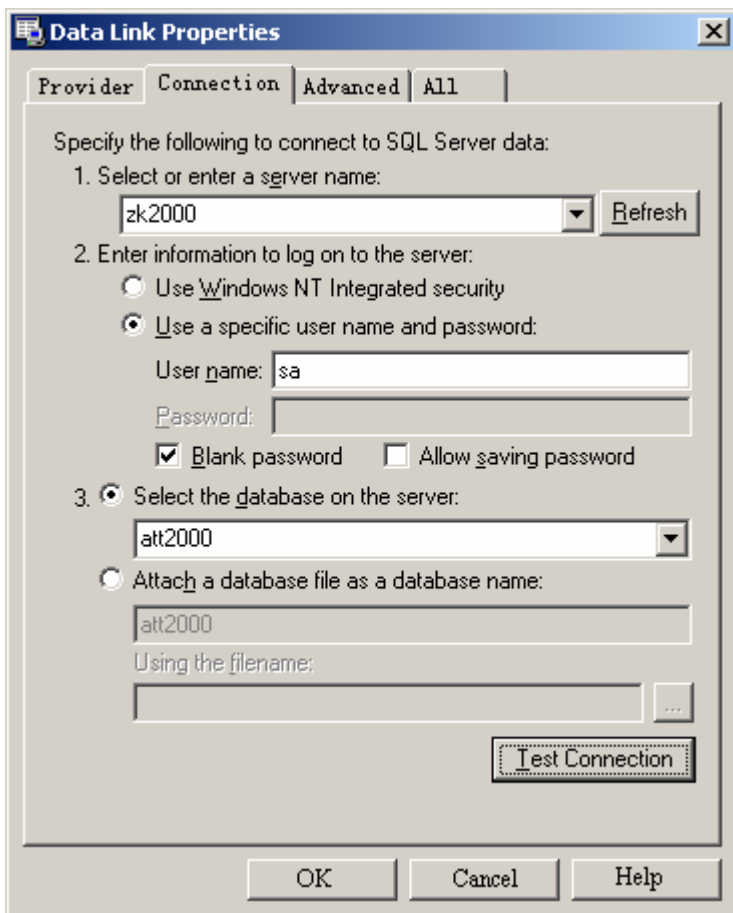 Data Link Properties
Provider Connection Advanced All
Specify the following to connect to SQL Server data:
1. Select or enter a server name:
zk2000 Refresh
2. Enter information to log on to the server:
Use Windows NT Integrated security
Use a specific user name and password:
User name: sa
Password:
Blank password Allow saving password
3. Select the database on the server:
att2000
Attach a database file as a database name:
att2000
Using the filename:
...
Test Connection
OK Cancel Help